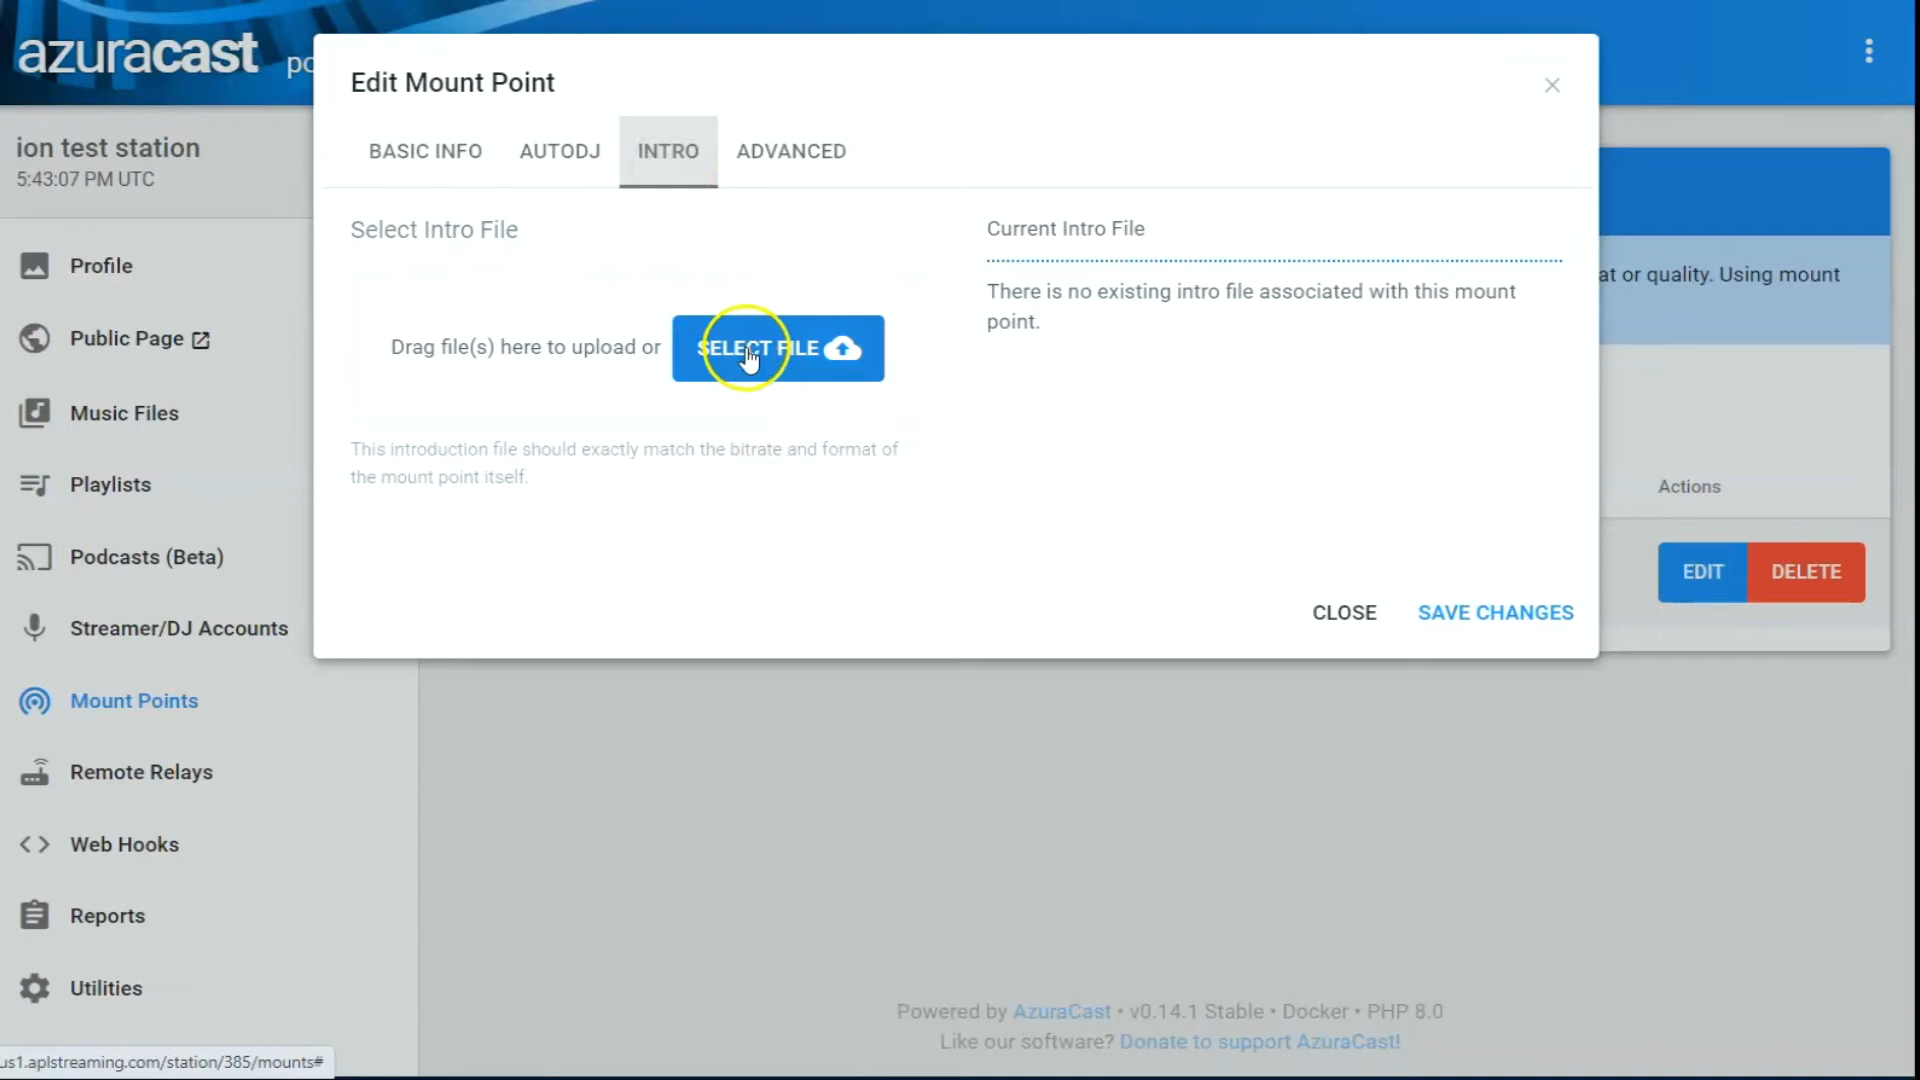 azuracast po
Edit Mount Point
BASIC INFO AUTODJ INTRO ADVANCED
ion test station
5:43:07 PM UTC
Select Intro File
Current Intro File
Drag file(s) here to upload or SELECT FILE
There is no existing intro file associated with this mount
point.
This introduction file should exactly match the bitrate and format of
the mount point itself.
CLOSE SAVE CHANGES
at or quality. Using mount
Actions
EDIT DELETE
Profile
Public Page
Music Files
Playlists
Podcasts (Beta)
Streamer/DJ Accounts
Mount Points
Remote Relays
Web Hooks
Reports
Utilities
Powered by AzuraCast • v0.14.1 Stable • Docker • PHP 8.0
Like our software? Donate to support AzuraCast!
us1.aplstreaming.com/station/385/mounts#